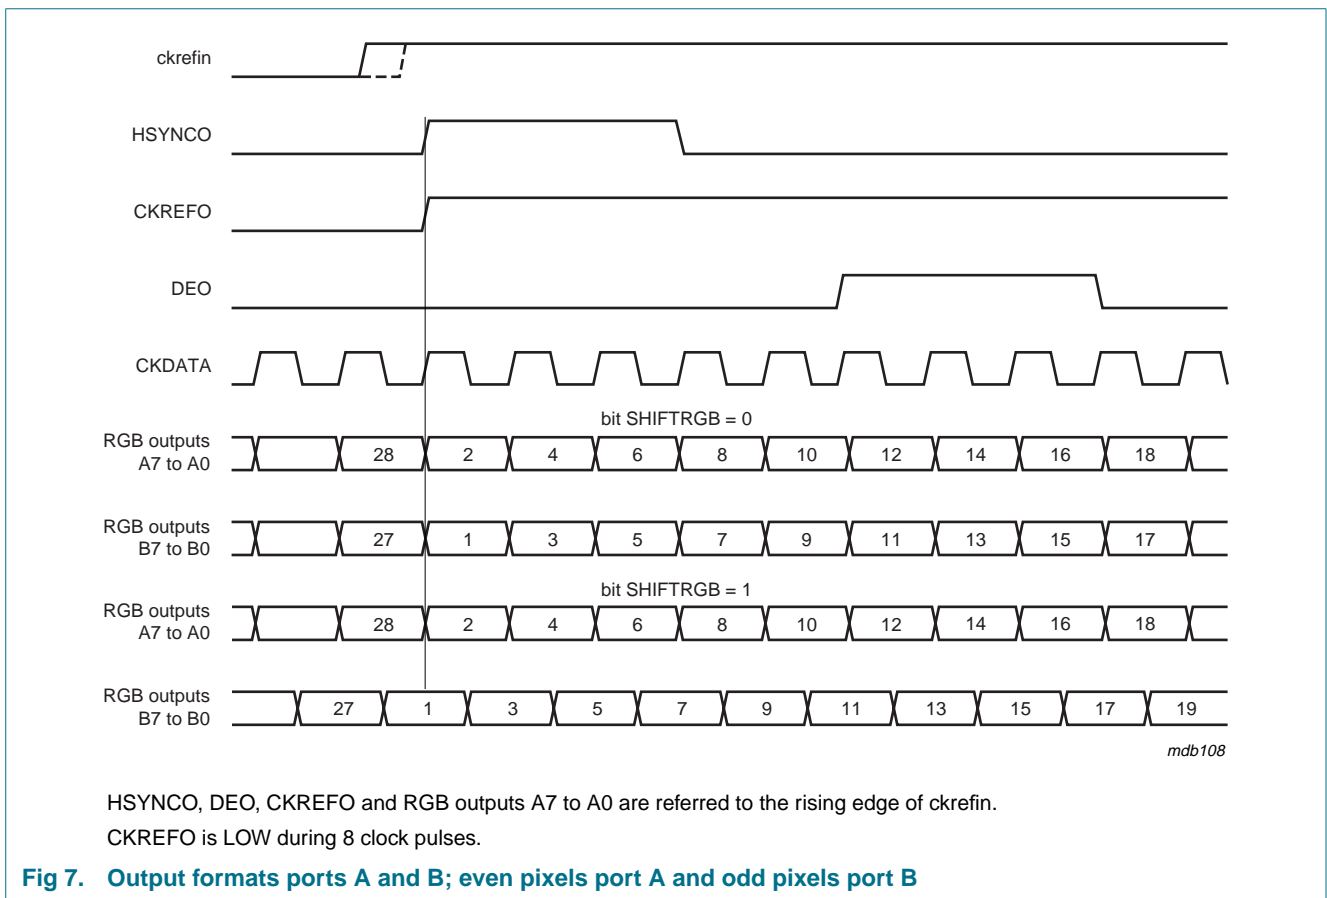 ckrefin
HSYNCO
CKREFO
DEO
CKDATA
bit SHIFTRGB = 0
RGB outputs
A7 to A0
28 2 4 6 8 10 12 14 16 18
RGB outputs
B7 to B0
27 1 3 5 7 9 11 13 15 17
bit SHIFTRGB = 1
RGB outputs
A7 to A0
28 2 4 6 8 10 12 14 16 18
RGB outputs
B7 to B0
27 1 3 5 7 9 11 13 15 17 19
mdb108
HSYNCO, DEO, CKREFO and RGB outputs A7 to A0 are referred to the rising edge of ckrefin.
CKREFO is LOW during 8 clock pulses.
Fig 7. Output formats ports A and B; even pixels port A and odd pixels port B